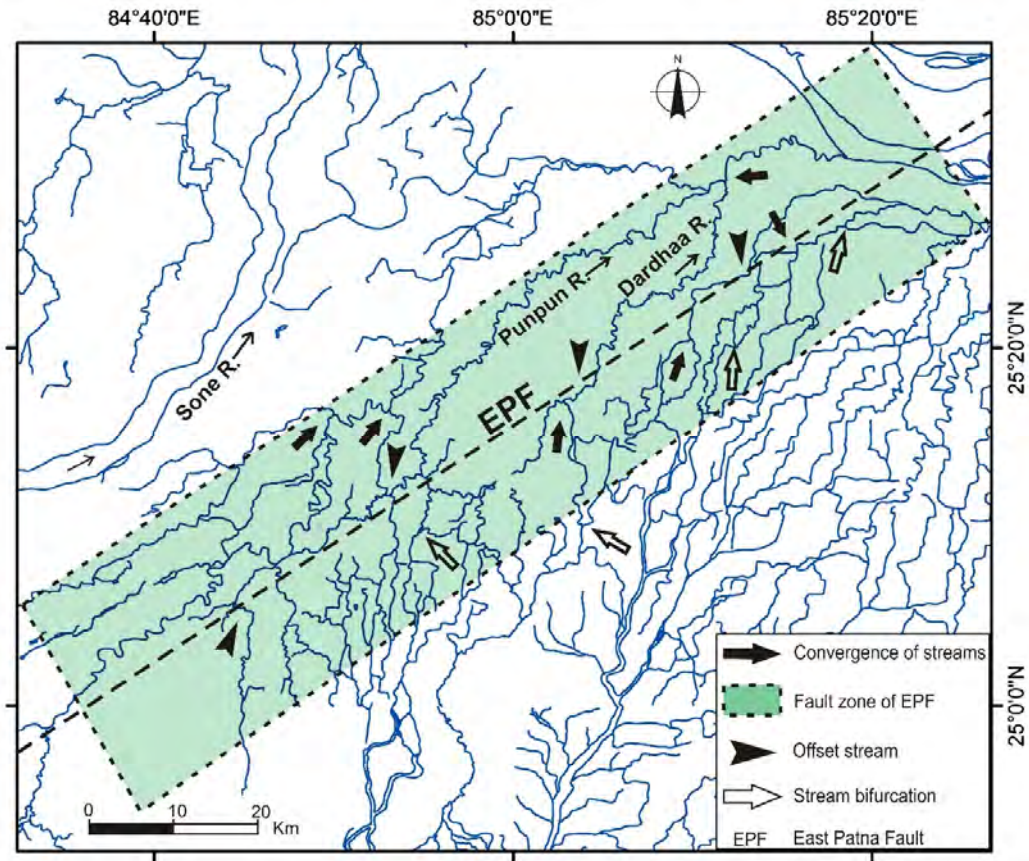 84°40'0"E
85°0'0"E
85°20'0"E
N
Dardhaa R.
Punpun R.
25°20'0"N
Sone R.
EPF
25°0'0"N
Convergence of streams
Fault zone of EPF
Offset stream
Stream bifurcation
EPF East Patna Fault
0 10 20
Km